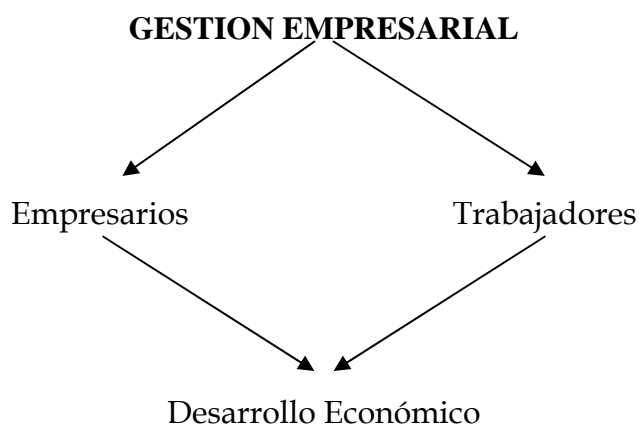 GESTION EMPRESARIAL
Empresarios
Trabajadores
Desarrollo Económico